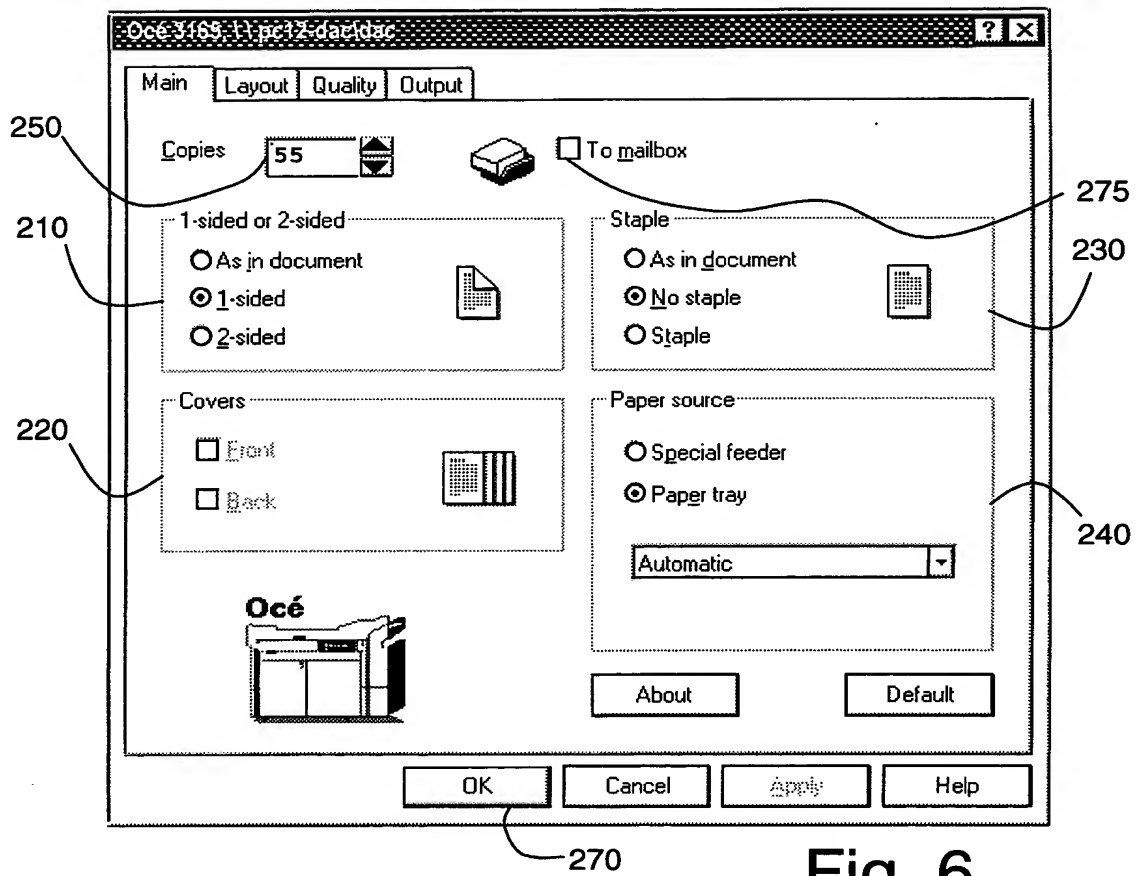 Océ 3165, \\pc12-dac\dac ? X
Main Layout Quality Output
250
Copies 55 To mailbox
275
210
1-sided or 2-sided
As in document
1-sided
2-sided
Staple
As in document
No staple
Staple
230
220
Covers
Front
Back
Paper source
Special feeder
Paper tray
Automatic
240
Océ
About Default
OK Cancel Apply Help
270
Fig. 6